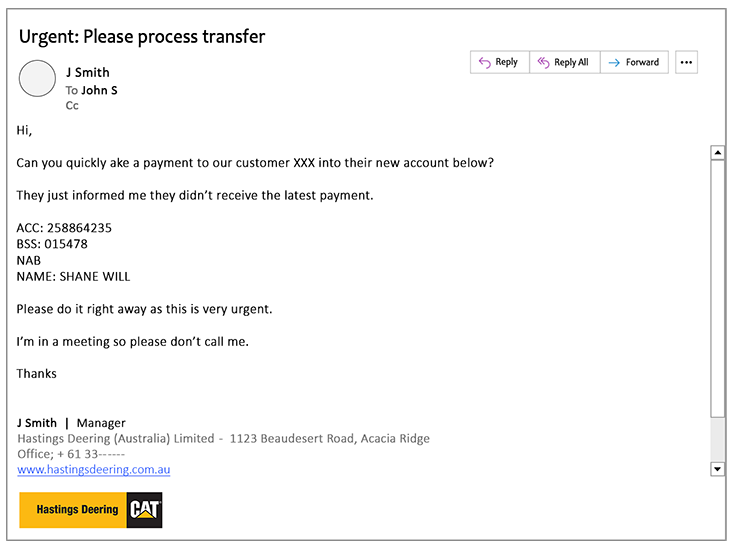 Urgent: Please process transfer
J Smith
Reply
Reply All
Forward
To John S
Cc
Hi,
Can you quickly ake a payment to our customer XXX into their new account below?
They just informed me they didn’t receive the latest payment.
ACC: 258864235
BSS: 015478
NAB
NAME: SHANE WILL
Please do it right away as this is very urgent.
I’m in a meeting so please don’t call me.
Thanks
J Smith | Manager
Hastings Deering (Australia) Limited - 1123 Beaudesert Road, Acacia Ridge
Office; + 61 33------
www.hastingsdeering.com.au
Hastings Deering CAT